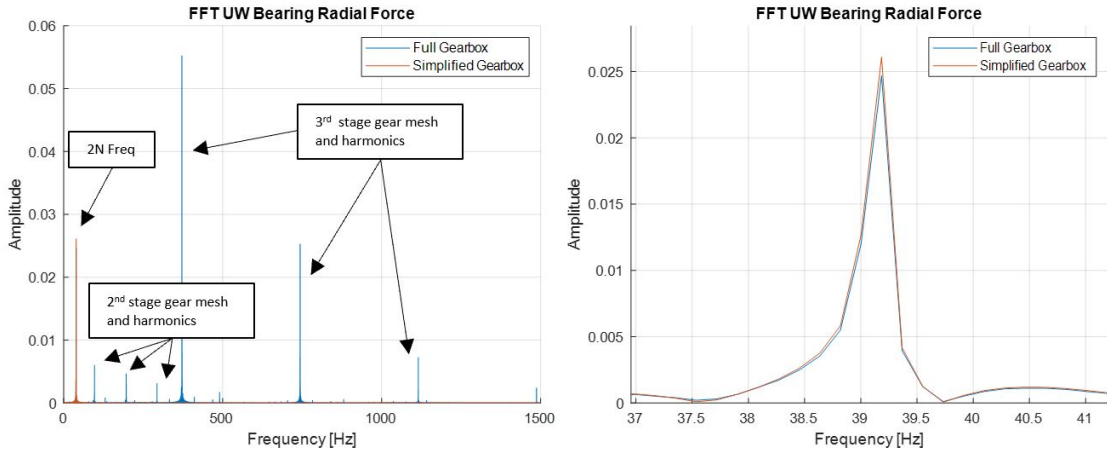 FFT UW Bearing Radial Force
0.06
0.05
0.04
0.03
0.02
0.01
0
Amplitude
Full Gearbox
Simplified Gearbox
2N Freq
3rd stage gear mesh
and harmonics
2nd stage gear mesh
and harmonics
0
500
1000
1500
Frequency [Hz]
FFT UW Bearing Radial Force
0.025
0.02
0.015
0.01
0.005
0
Amplitude
Full Gearbox
Simplified Gearbox
37
37.5
38
38.5
39
39.5
40
40.5
41
Frequency [Hz]